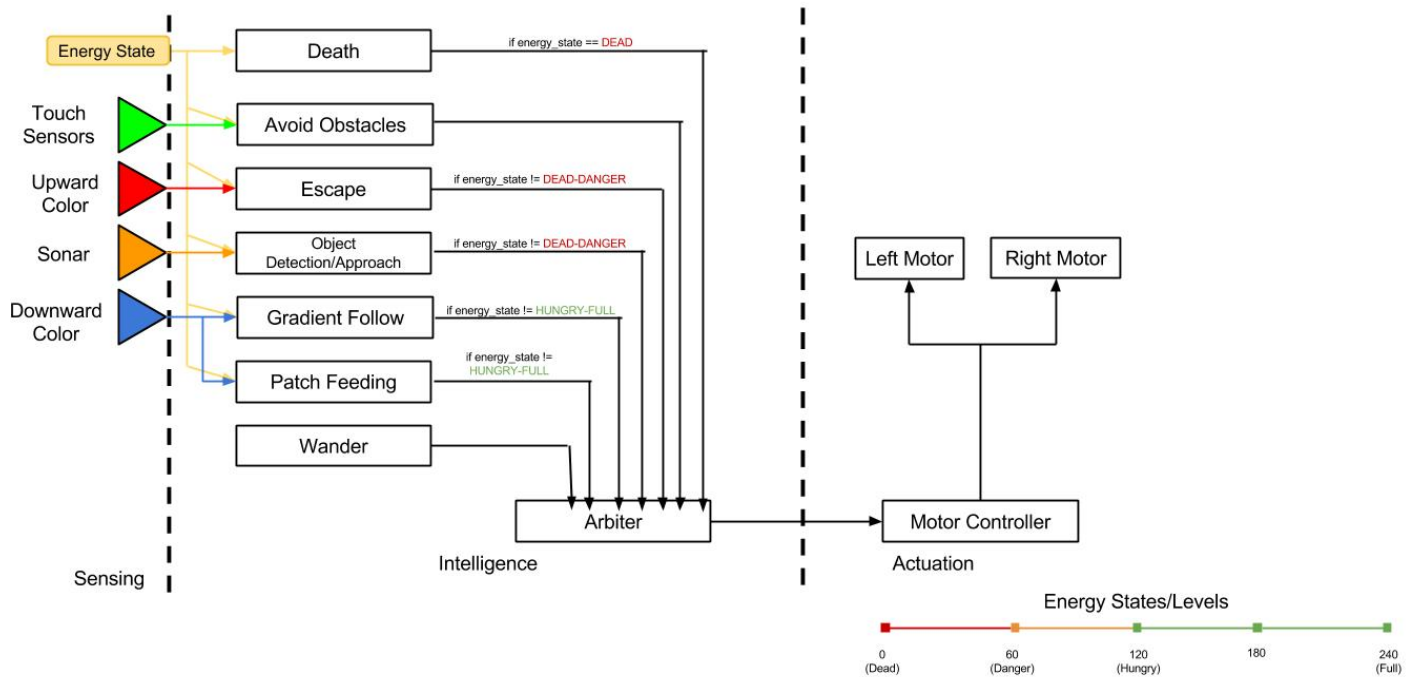 Energy State
Death
if energy_state == DEAD
Touch
Sensors
Avoid Obstacles
Upward
Color
Escape
if energy_state != DEAD-DANGER
Sonar
Object
Detection/Approach
if energy_state != DEAD-DANGER
Left Motor
Right Motor
Downward
Color
Gradient Follow
if energy_state != HUNGRY-FULL
Patch Feeding
if energy_state !=
HUNGRY-FULL
Wander
Arbiter
Motor Controller
Sensing
Intelligence
Actuation
Energy States/Levels
0
(Dead)
60
(Danger)
120
(Hungry)
180
240
(Full)